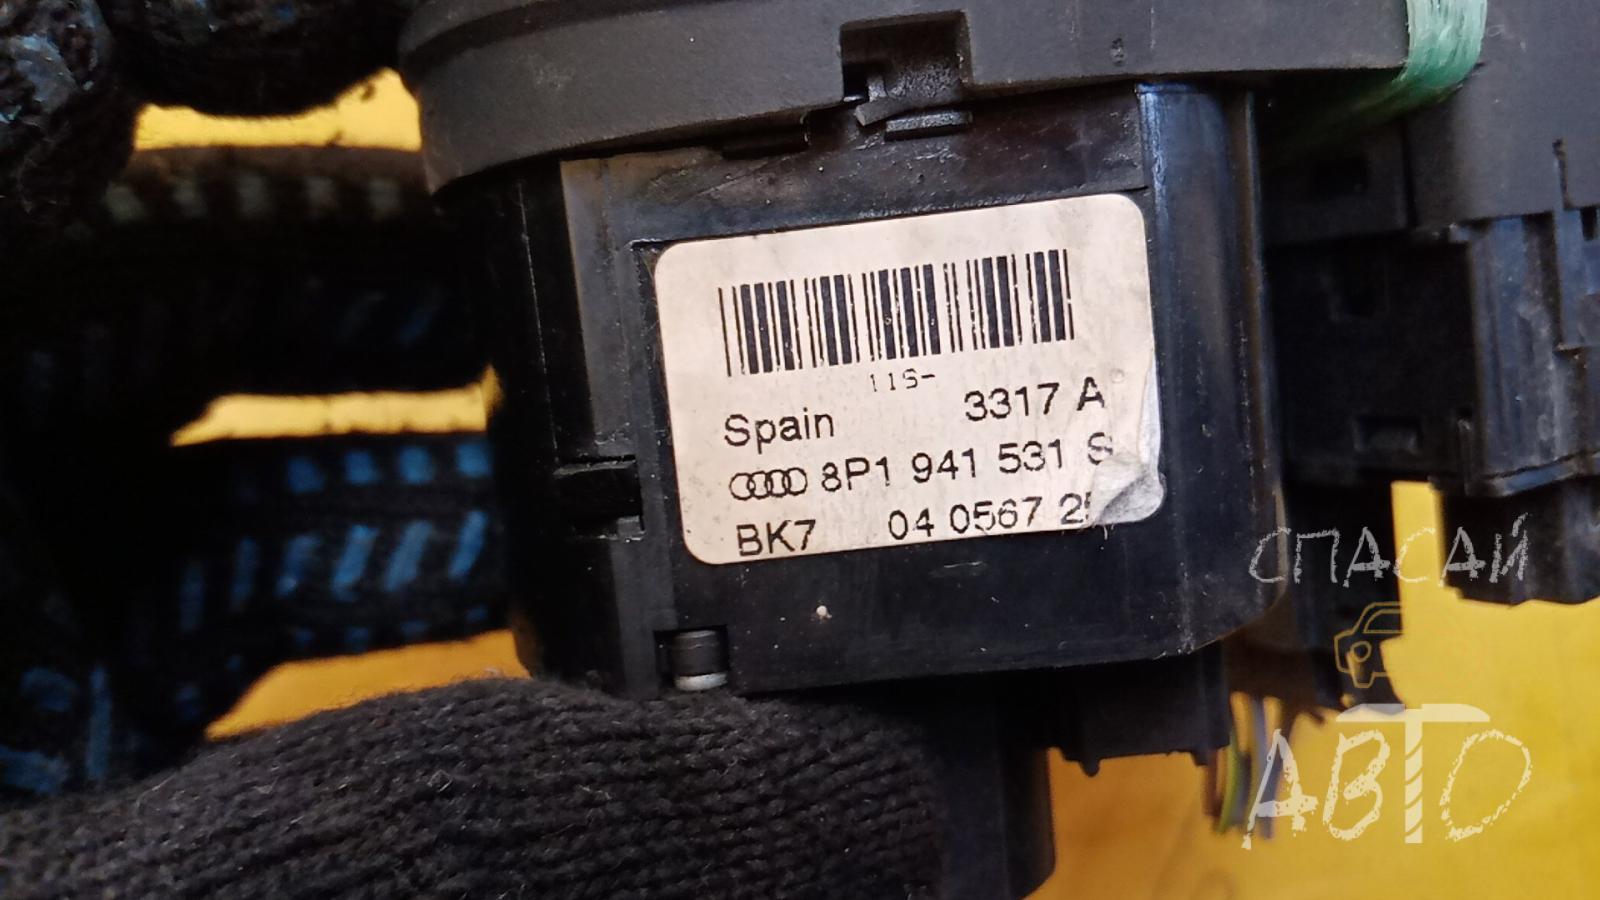 11S-
Spain 3317 A
8P1 941 531 S
BK7 04 0567
СПАСАЙ
АВТО